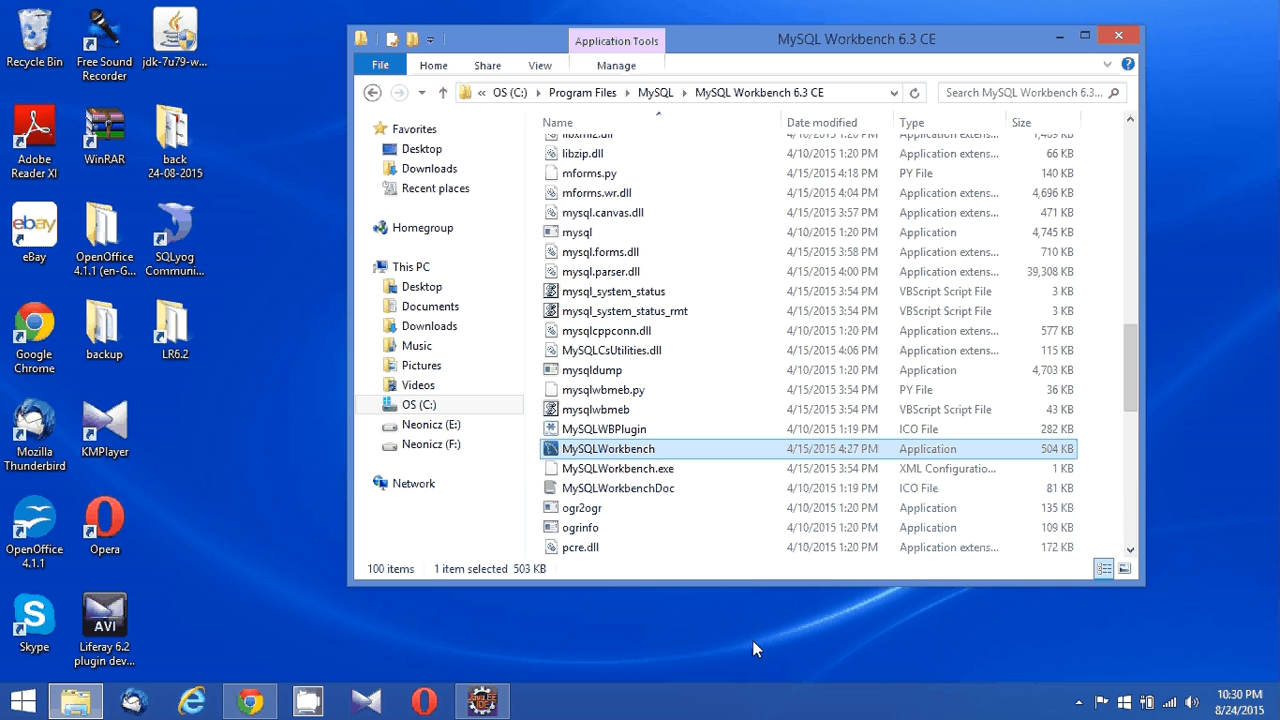 Recycle Bin
Free Sound
Recorder
jdk-7u79-w...
Adobe
Reader XI
WinRAR
back
24-08-2015
ebay
eBay
OpenOffice
4.1.1 (en-G...
SQLyog
Communi...
Google
Chrome
backup
LR6.2
Mozilla
Thunderbird
KMPlayer
OpenOffice
4.1.1
Opera
Skype
AVI
Liferay 6.2
plugin dev...
Application Tools
MySQL Workbench 6.3 CE
File
Home
Share
View
Manage
« OS (C:) › Program Files › MySQL › MySQL Workbench 6.3 CE
Search MySQL Workbench 6.3...
Favorites
Desktop
Downloads
Recent places
Homegroup
This PC
Desktop
Documents
Downloads
Music
Pictures
Videos
OS (C:)
Neonicz (E:)
Neonicz (F:)
Network
Name Date modified Type Size
libzip.dll 4/10/2015 1:20 PM Application extens... 66 KB
mforms.py 4/15/2015 4:18 PM PY File 140 KB
mforms.wr.dll 4/15/2015 4:04 PM Application extens... 4,696 KB
mysql.canvas.dll 4/15/2015 3:57 PM Application extens... 471 KB
mysql 4/10/2015 1:20 PM Application 4,745 KB
mysql.forms.dll 4/15/2015 3:58 PM Application extens... 710 KB
mysql.parser.dll 4/15/2015 4:00 PM Application extens... 39,308 KB
mysql_system_status 4/15/2015 3:54 PM VBScript Script File 3 KB
mysql_system_status_rmt 4/15/2015 3:54 PM VBScript Script File 3 KB
mysqlcppconn.dll 4/10/2015 1:20 PM Application extens... 577 KB
MySQLCsUtilities.dll 4/15/2015 4:06 PM Application extens... 115 KB
mysqldump 4/10/2015 1:20 PM Application 4,703 KB
mysqlwbmeb.py 4/15/2015 3:54 PM PY File 36 KB
mysqlwbmeb 4/15/2015 3:54 PM VBScript Script File 43 KB
MySQLWBPlugin 4/10/2015 1:19 PM ICO File 282 KB
MySQLWorkbench 4/15/2015 4:27 PM Application 504 KB
MySQLWorkbench.exe 4/15/2015 3:54 PM XML Configuratio... 1 KB
MySQLWorkbenchDoc 4/10/2015 1:19 PM ICO File 81 KB
ogr2ogr 4/10/2015 1:20 PM Application 135 KB
ogrinfo 4/10/2015 1:20 PM Application 109 KB
pcre.dll 4/10/2015 1:20 PM Application extens... 172 KB
100 items 1 item selected 503 KB
10:30 PM
8/24/2015